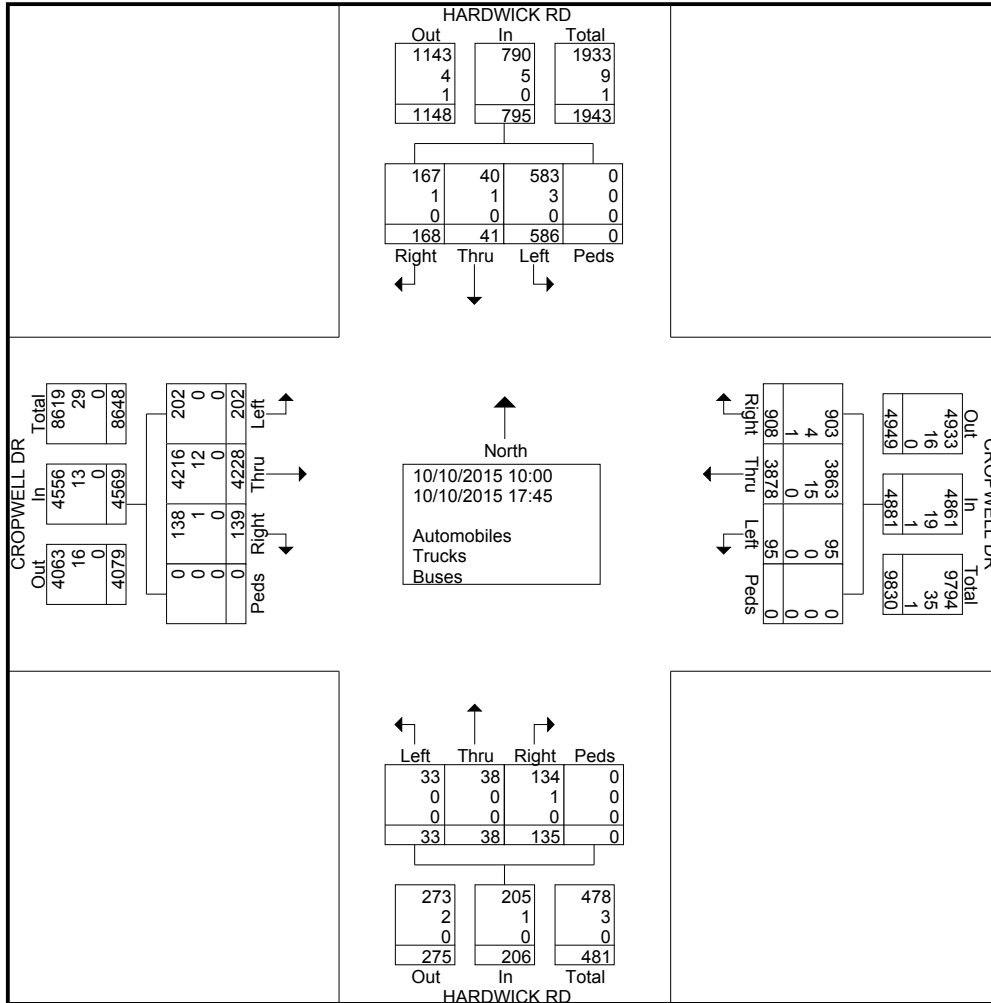 HARDWICK RD
Out In Total
1143 790 1933
4 5 9
1 0 1
1148 795 1943
167 40 583 0
1 1 3 0
0 0 0 0
168 41 586 0
Right Thru Left Peds
CROPWELL DR
Total In Out
8619 4556 4063
29 13 16
0 0 0
8648 4569 4079
202 4216 138 0
0 12 1 0
0 0 0 0
202 4228 139 0
Left Thru Right Peds
North
10/10/2015 10:00
10/10/2015 17:45
Automobiles
Trucks
Buses
CROPWELL DR
Out In Total
4933 4861 9794
16 19 35
0 1 1
4949 4881 9830
903 3863 95 0
4 15 0 0
1 0 0 0
908 3878 95 0
Right Thru Left Peds
Left Thru Right Peds
33 38 134 0
0 0 1 0
0 0 0 0
33 38 135 0
273 205 478
2 1 3
0 0 0
275 206 481
Out In Total
HARDWICK RD